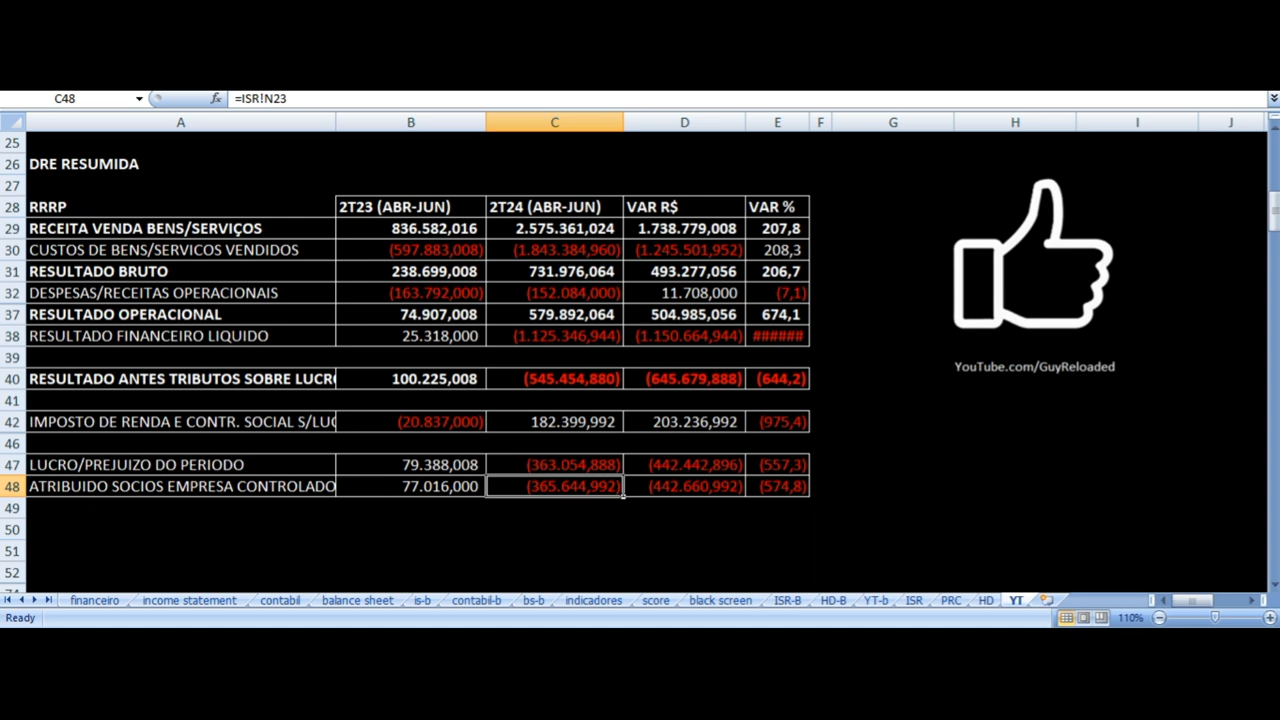 C48 fx =ISR!N23
A B C D E F G H I J
25
26 DRE RESUMIDA
27
28 RRRP 2T23 (ABR-JUN) 2T24 (ABR-JUN) VAR R$ VAR %
29 RECEITA VENDA BENS/SERVIÇOS 836.582,016 2.575.361,024 1.738.779,008 207,8
30 CUSTOS DE BENS/SERVICOS VENDIDOS (597.883,008) (1.843.384,960) (1.245.501,952) 208,3
31 RESULTADO BRUTO 238.699,008 731.976,064 493.277,056 206,7
32 DESPESAS/RECEITAS OPERACIONAIS (163.792,000) (152.084,000) 11.708,000 (7,1)
37 RESULTADO OPERACIONAL 74.907,008 579.892,064 504.985,056 674,1
38 RESULTADO FINANCEIRO LIQUIDO 25.318,000 (1.125.346,944) (1.150.664,944) ######
39
40 RESULTADO ANTES TRIBUTOS SOBRE LUCR 100.225,008 (545.454,880) (645.679,888) (644,2)
41
42 IMPOSTO DE RENDA E CONTR. SOCIAL S/LUC (20.837,000) 182.399,992 203.236,992 (975,4)
46
47 LUCRO/PREJUIZO DO PERIODO 79.388,008 (363.054,888) (442.442,896) (557,3)
48 ATRIBUIDO SOCIOS EMPRESA CONTROLADO 77.016,000 (365.644,992) (442.660,992) (574,8)
49
50
51
52
YouTube.com/GuyReloaded
financeiro income statement contabil balance sheet is-b contabil-b bs-b indicadores score black screen ISR-B HD-B YT-b ISR PRC HD YT
Ready 110%